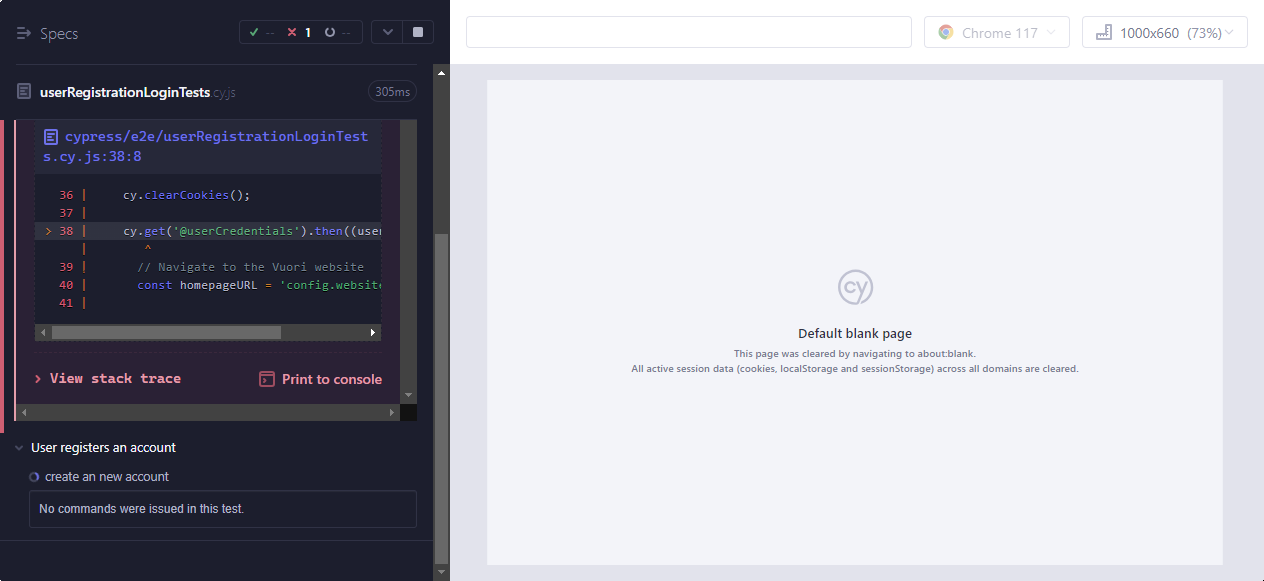 Specs
-- 1 --
Chrome 117
1000x660 (73%)
userRegistrationLoginTests.cy.js
305ms
cypress/e2e/userRegistrationLoginTest
s.cy.js:38:8
36 | cy.clearCookies();
37 |
> 38 | cy.get('@userCredentials').then((user
| ^
39 | // Navigate to the Vuori website
40 | const homepageURL = 'config.website
41 |
> View stack trace
Print to console
User registers an account
create an new account
No commands were issued in this test.
cy
Default blank page
This page was cleared by navigating to about:blank.
All active session data (cookies, localStorage and sessionStorage) across all domains are cleared.